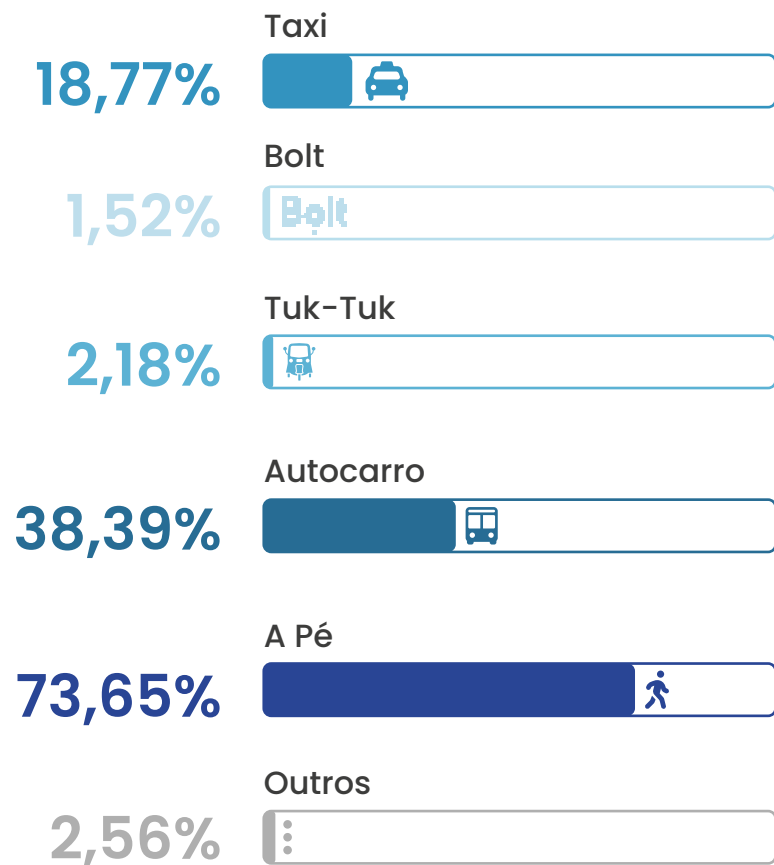 Taxi
18,77%
Bolt
1,52%
Bolt
Tuk-Tuk
2,18%
Autocarro
38,39%
A Pé
73,65%
Outros
2,56%